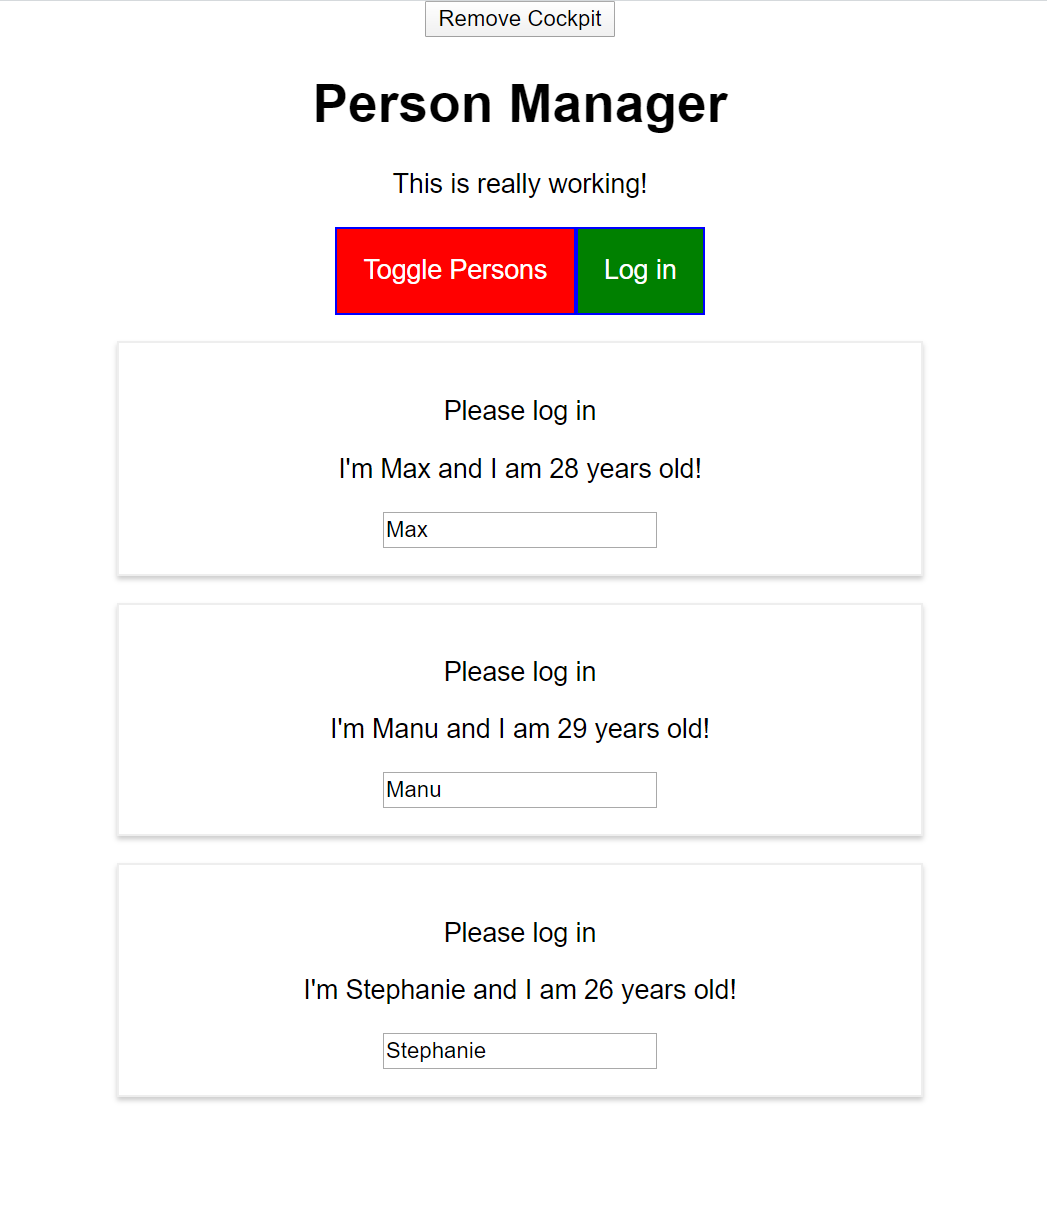 Remove Cockpit
Person Manager
This is really working!
Toggle Persons Log in
Please log in
I'm Max and I am 28 years old!
Max
Please log in
I'm Manu and I am 29 years old!
Manu
Please log in
I'm Stephanie and I am 26 years old!
Stephanie